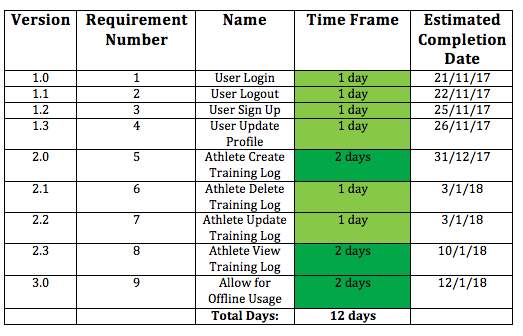 Version Requirement Name Time Frame Estimated
Number Completion
Date
1.0 1 User Login 1 day 21/11/17
1.1 2 User Logout 1 day 22/11/17
1.2 3 User Sign Up 1 day 25/11/17
1.3 4 User Update 1 day 26/11/17
Profile
2.0 5 Athlete Create 2 days 31/12/17
Training Log
2.1 6 Athlete Delete 1 day 3/1/18
Training Log
2.2 7 Athlete Update 1 day 3/1/18
Training Log
2.3 8 Athlete View 2 days 10/1/18
Training Log
3.0 9 Allow for 2 days 12/1/18
Offline Usage
Total Days: 12 days